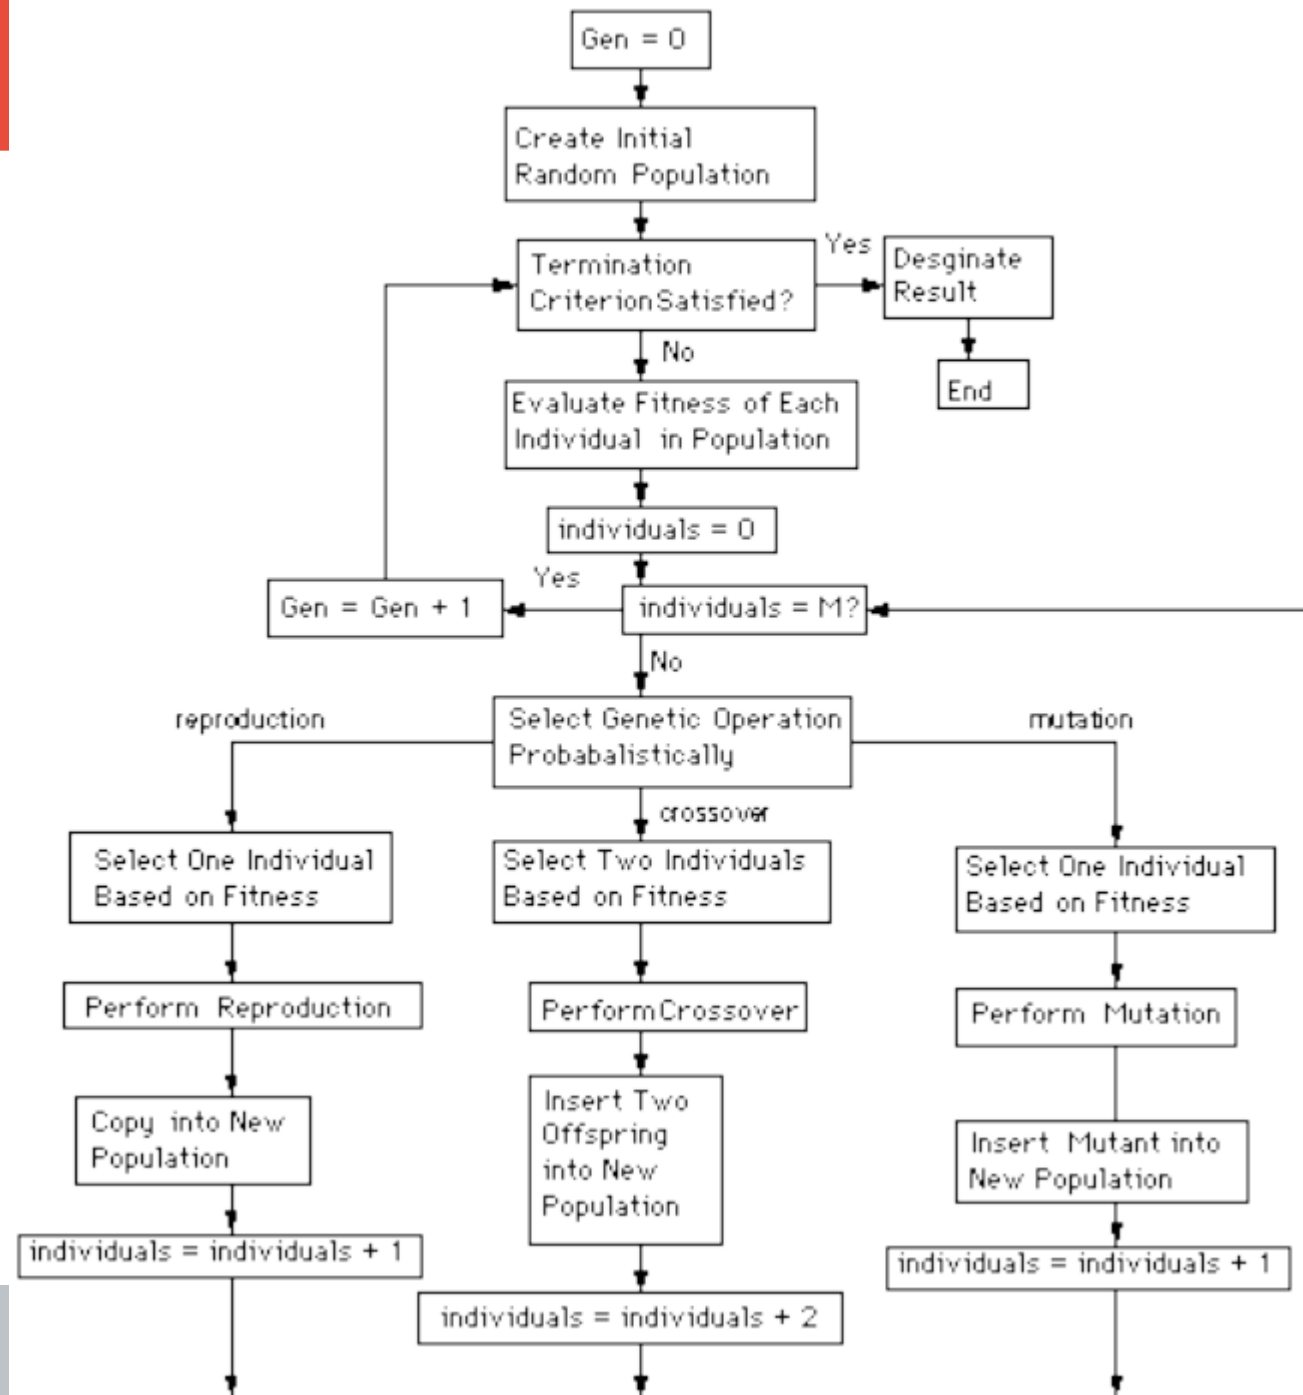 Gen = 0
Create Initial
Random Population
Termination
Criterion Satisfied?
Yes
Desginate
Result
End
No
Evaluate Fitness of Each
Individual in Population
individuals = 0
Yes
Gen = Gen + 1
individuals = M?
No
reproduction
Select Genetic Operation
Probabalistically
mutation
crossover
Select One Individual
Based on Fitness
Select Two Individuals
Based on Fitness
Select One Individual
Based on Fitness
Perform Reproduction
Perform Crossover
Perform Mutation
Copy into New
Population
Insert Two
Offspring
into New
Population
Insert Mutant into
New Population
individuals = individuals + 1
individuals = individuals + 2
individuals = individuals + 1